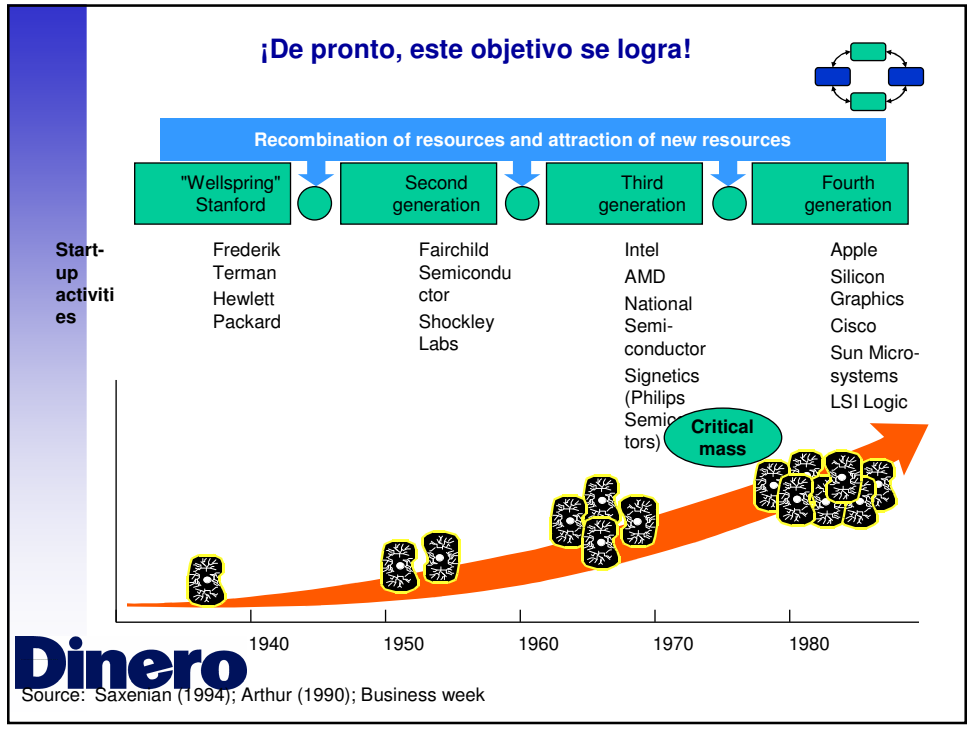 ¡De pronto, este objetivo se logra!
Recombination of resources and attraction of new resources
"Wellspring"
Stanford
Second
generation
Third
generation
Fourth
generation
Start-
up
activiti
es
Frederik
Terman
Hewlett
Packard
Fairchild
Semicondu
ctor
Shockley
Labs
Intel
AMD
National
Semi-
conductor
Signetics
(Philips
tors)
Apple
Silicon
Graphics
Cisco
Sun Micro-
systems
LSI Logic
Critical
mass
1940
1950
1960
1970
1980
Dinero
Source: Saxenian (1994); Arthur (1990); Business week